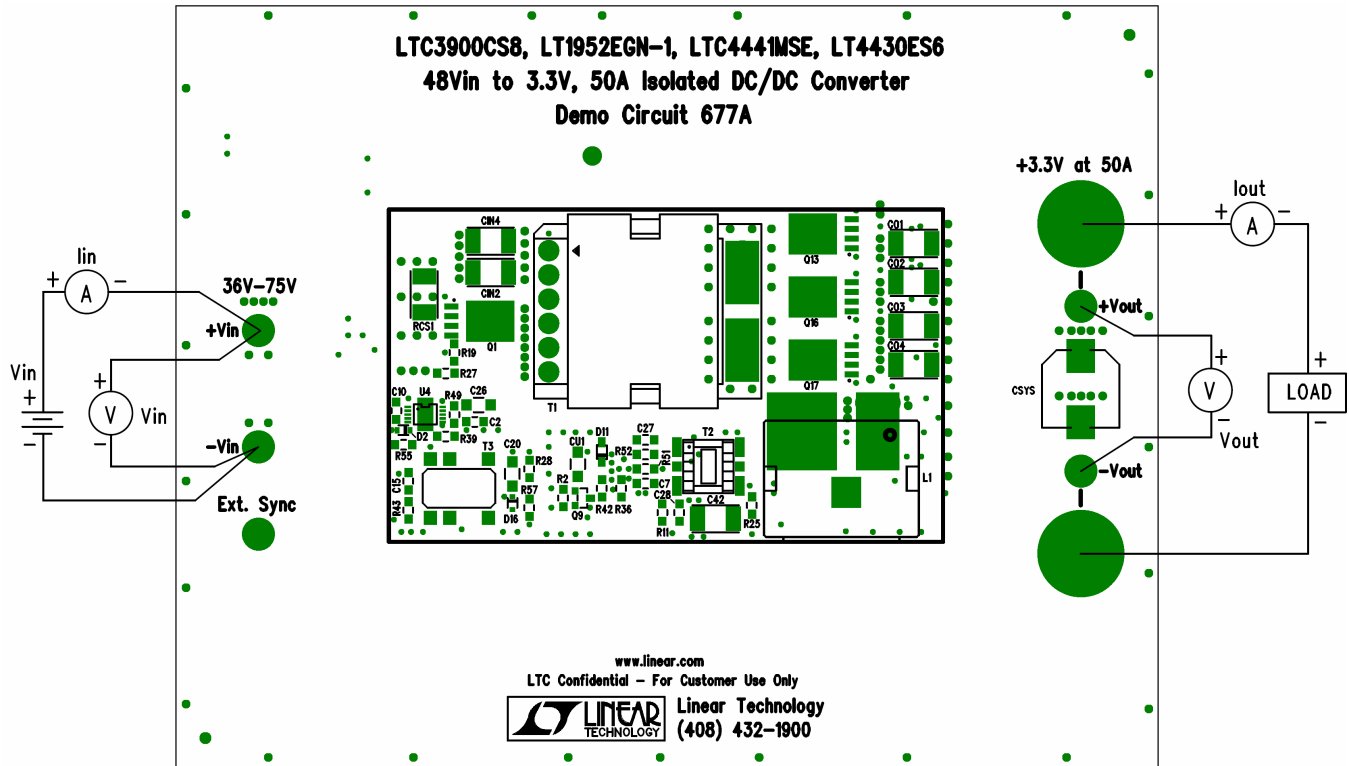 LTC3900CS8, LT1952EGN-1, LTC4441MSE, LT4430ES6
48Vin to 3.3V, 50A Isolated DC/DC Converter
Demo Circuit 677A
+3.3V at 50A
Iout
+ A -
Iin
+ A -
36V-75V
+Vin
Vin
+
-
+
V
-
Vin
-Vin
Ext. Sync
CIN4
CIN2
RCS1
Q1
R19
R27
T1
Q13
Q16
Q17
CO1
CO2
CO3
CO4
C10
U4
R49
C26
C2
D2
R39
R55
T3
C20
R28
R57
D16
C15
R43
CU1
D11
C27
R52
R51
R2
Q9
R42
R36
C7
C28
R11
T2
C42
R25
L1
+Vout
CSYS
-Vout
+
V
-
Vout
+
LOAD
-
www.linear.com
LTC Confidential - For Customer Use Only
LT LINEAR
TECHNOLOGY
Linear Technology
(408) 432-1900